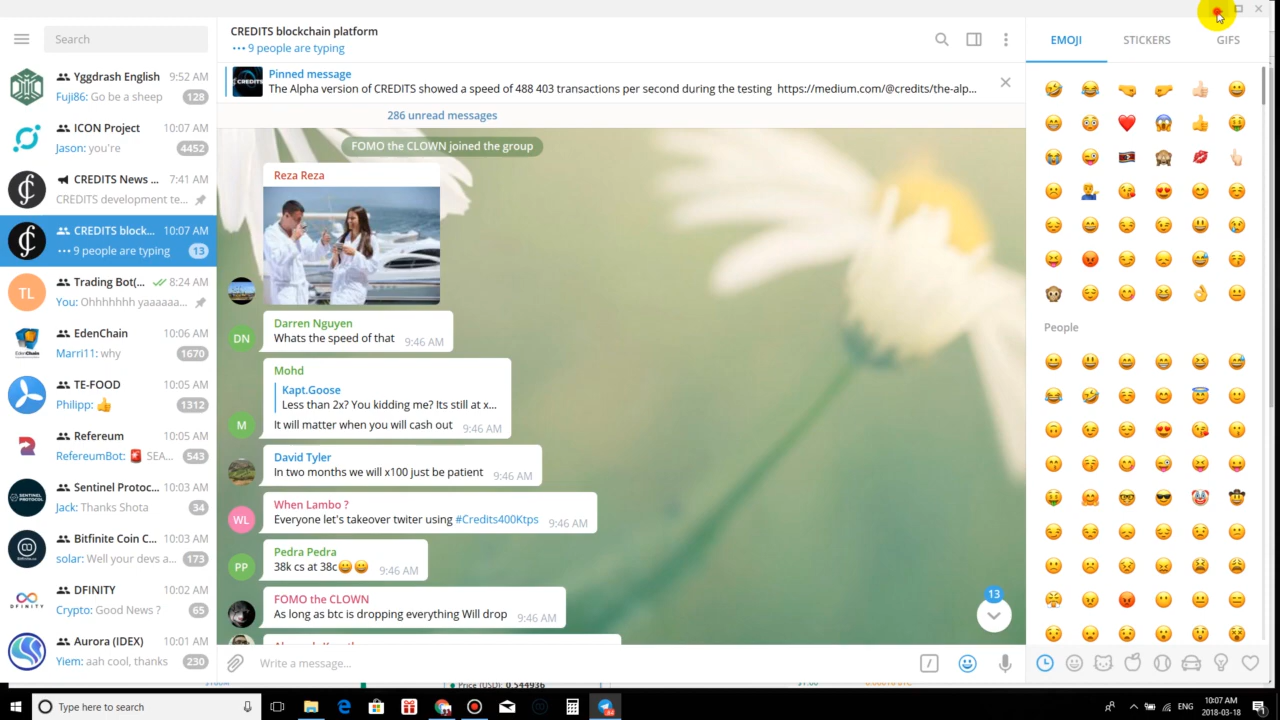 Search
Yggdrash English 9:52 AM
Fuji86: Go be a sheep 128
ICON Project 10:07 AM
Jason: you're 4452
CREDITS News ... 7:41 AM
CREDITS development te...
CREDITS block... 10:07 AM
••• 9 people are typing 13
TL
Trading Bot(... 8:24 AM
You: Ohhhhhhh yaaaaaa...
EdenChain 10:06 AM
Marri11: why 1670
TE-FOOD 10:05 AM
Philipp: 👍 1312
Refereum 10:05 AM
RefereumBot: 🚨 SEA... 543
Sentinel Protoc... 10:03 AM
Jack: Thanks Shota 34
Bitfinite Coin C... 10:03 AM
solar: Well your devs a... 173
DFINITY 10:02 AM
Crypto: Good News ? 65
Aurora (IDEX) 10:01 AM
Yiem: aah cool, thanks 230
CREDITS blockchain platform
••• 9 people are typing
Pinned message
The Alpha version of CREDITS showed a speed of 488 403 transactions per second during the testing https://medium.com/@credits/the-alp...
286 unread messages
FOMO the CLOWN joined the group
Reza Reza
DN
Darren Nguyen
Whats the speed of that 9:46 AM
Mohd
Kapt.Goose
Less than 2x? You kidding me? Its still at x...
M
It will matter when you will cash out 9:46 AM
David Tyler
In two months we will x100 just be patient 9:46 AM
WL
When Lambo ?
Everyone let's takeover twiter using #Credits400Ktps 9:46 AM
PP
Pedra Pedra
38k cs at 38c😀😀 9:46 AM
FOMO the CLOWN
As long as btc is dropping everything Will drop 9:46 AM
13
Write a message...
EMOJI STICKERS GIFS
People
Price (USD): 0.544936
Type here to search
10:07 AM
2018-03-18